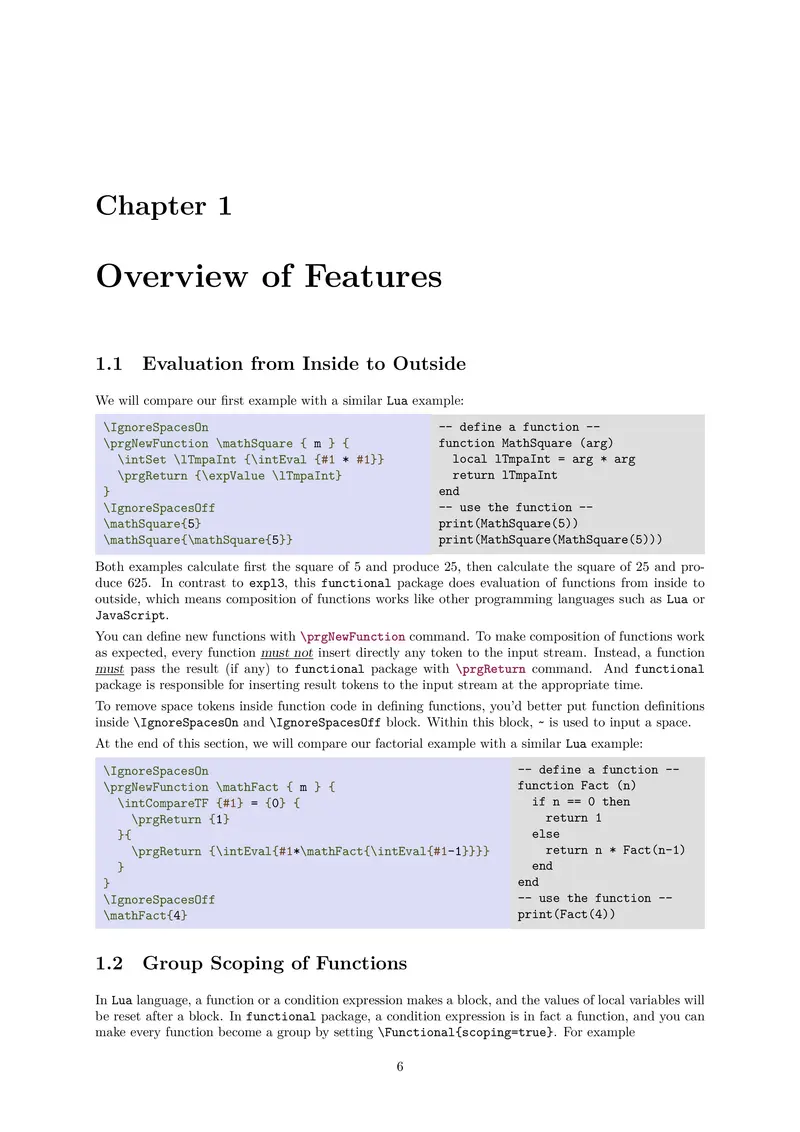 Chapter 1
Overview of Features
1.1 Evaluation from Inside to Outside
We will compare our first example with a similar Lua example:
\IgnoreSpacesOn
\prgNewFunction \mathSquare { m } {
  \intSet \lTmpaInt {\intEval {#1 * #1}}
  \prgReturn {\expValue \lTmpaInt}
}
\IgnoreSpacesOff
\mathSquare{5}
\mathSquare{\mathSquare{5}}
-- define a function --
function MathSquare (arg)
  local lTmpaInt = arg * arg
  return lTmpaInt
end
-- use the function --
print(MathSquare(5))
print(MathSquare(MathSquare(5)))
Both examples calculate first the square of 5 and produce 25, then calculate the square of 25 and pro-
duce 625. In contrast to expl3, this functional package does evaluation of functions from inside to
outside, which means composition of functions works like other programming languages such as Lua or
JavaScript.
You can define new functions with \prgNewFunction command. To make composition of functions work
as expected, every function must not insert directly any token to the input stream. Instead, a function
must pass the result (if any) to functional package with \prgReturn command. And functional
package is responsible for inserting result tokens to the input stream at the appropriate time.
To remove space tokens inside function code in defining functions, you'd better put function definitions
inside \IgnoreSpacesOn and \IgnoreSpacesOff block. Within this block, ~ is used to input a space.
At the end of this section, we will compare our factorial example with a similar Lua example:
\IgnoreSpacesOn
\prgNewFunction \mathFact { m } {
  \intCompareTF {#1} = {0} {
    \prgReturn {1}
  }{
    \prgReturn {\intEval{#1*\mathFact{\intEval{#1-1}}}}
  }
}
\IgnoreSpacesOff
\mathFact{4}
-- define a function --
function Fact (n)
  if n == 0 then
    return 1
  else
    return n * Fact(n-1)
  end
end
-- use the function --
print(Fact(4))
1.2 Group Scoping of Functions
In Lua language, a function or a condition expression makes a block, and the values of local variables will
be reset after a block. In functional package, a condition expression is in fact a function, and you can
make every function become a group by setting \Functional{scoping=true}. For example
6